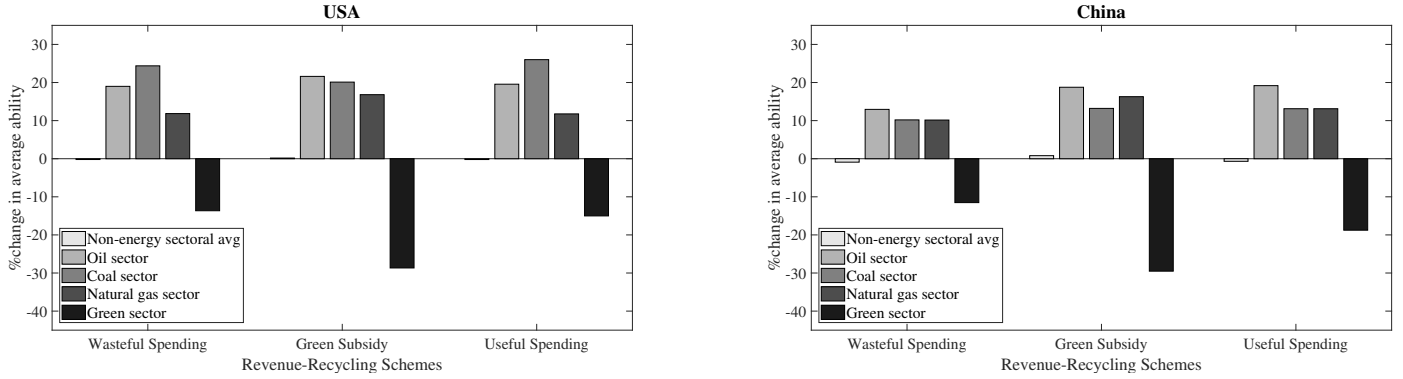 USA
%change in average ability
30
20
10
0
-10
-20
-30
-40
Non-energy sectoral avg
Oil sector
Coal sector
Natural gas sector
Green sector
Wasteful Spending
Green Subsidy
Useful Spending
Revenue-Recycling Schemes
China
%change in average ability
30
20
10
0
-10
-20
-30
-40
Non-energy sectoral avg
Oil sector
Coal sector
Natural gas sector
Green sector
Wasteful Spending
Green Subsidy
Useful Spending
Revenue-Recycling Schemes